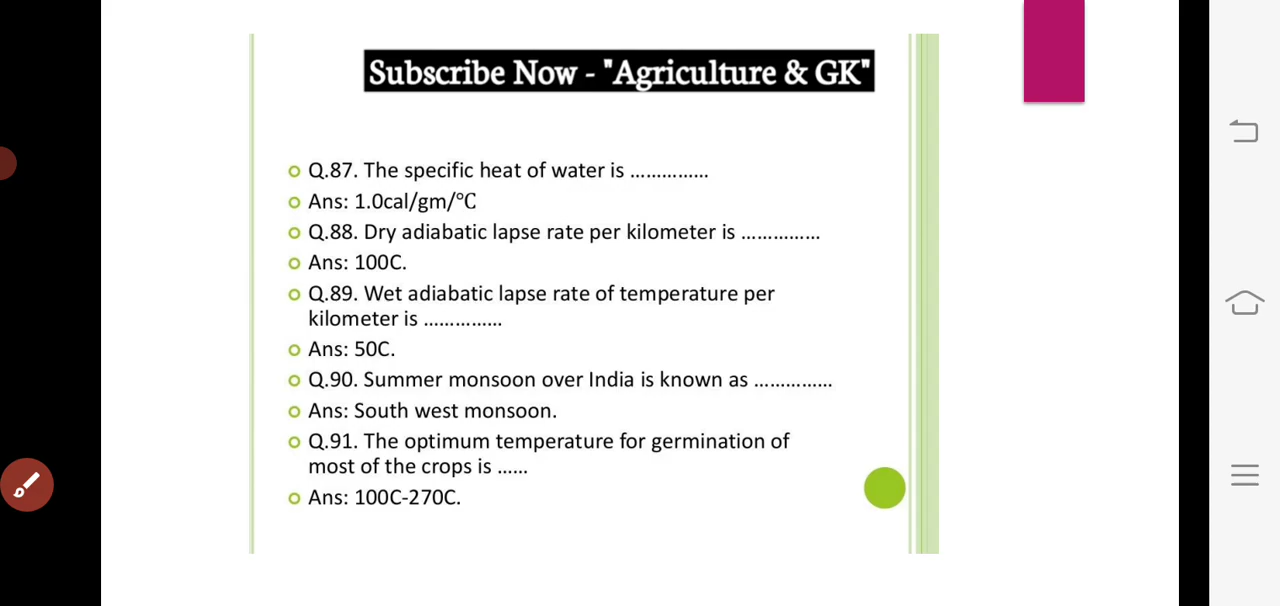 Subscribe Now - "Agriculture & GK"
Q.87. The specific heat of water is ……………
Ans: 1.0cal/gm/℃
Q.88. Dry adiabatic lapse rate per kilometer is ……………
Ans: 100C.
Q.89. Wet adiabatic lapse rate of temperature per
kilometer is ……………
Ans: 50C.
Q.90. Summer monsoon over India is known as ……………
Ans: South west monsoon.
Q.91. The optimum temperature for germination of
most of the crops is ……
Ans: 100C-270C.